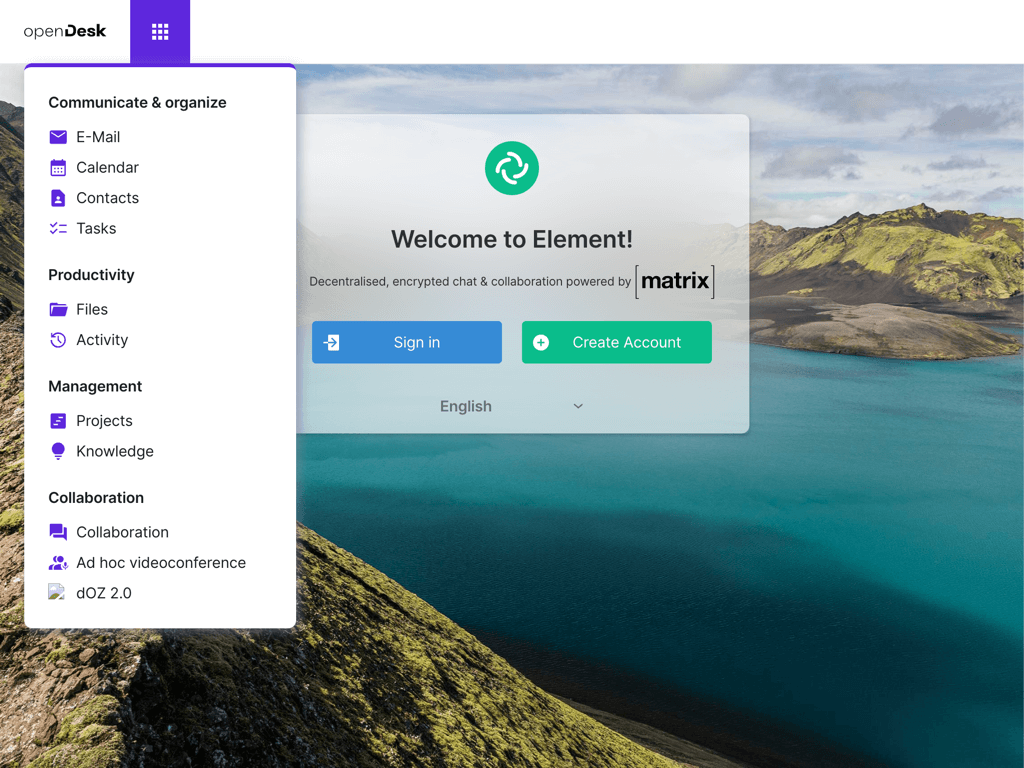 openDesk
Communicate & organize
E-Mail
Calendar
Contacts
Tasks
Productivity
Files
Activity
Management
Projects
Knowledge
Collaboration
Collaboration
Ad hoc videoconference
dOZ 2.0
Welcome to Element!
Decentralised, encrypted chat & collaboration powered by [matrix]
Sign in
Create Account
English